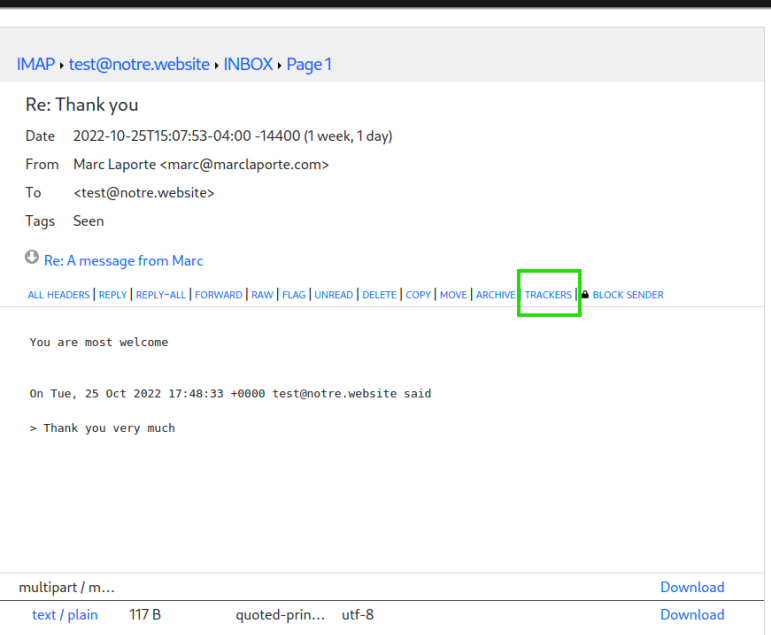 IMAP › test@notre.website › INBOX › Page 1
Re: Thank you
Date 2022-10-25T15:07:53-04:00 -14400 (1 week, 1 day)
From Marc Laporte <marc@marclaporte.com>
To <test@notre.website>
Tags Seen
Re: A message from Marc
ALL HEADERS | REPLY | REPLY-ALL | FORWARD | RAW | FLAG | UNREAD | DELETE | COPY | MOVE | ARCHIVE | TRACKERS | BLOCK SENDER
You are most welcome
On Tue, 25 Oct 2022 17:48:33 +0000 test@notre.website said
> Thank you very much
multipart / m... Download
text / plain 117 B quoted-prin... utf-8 Download